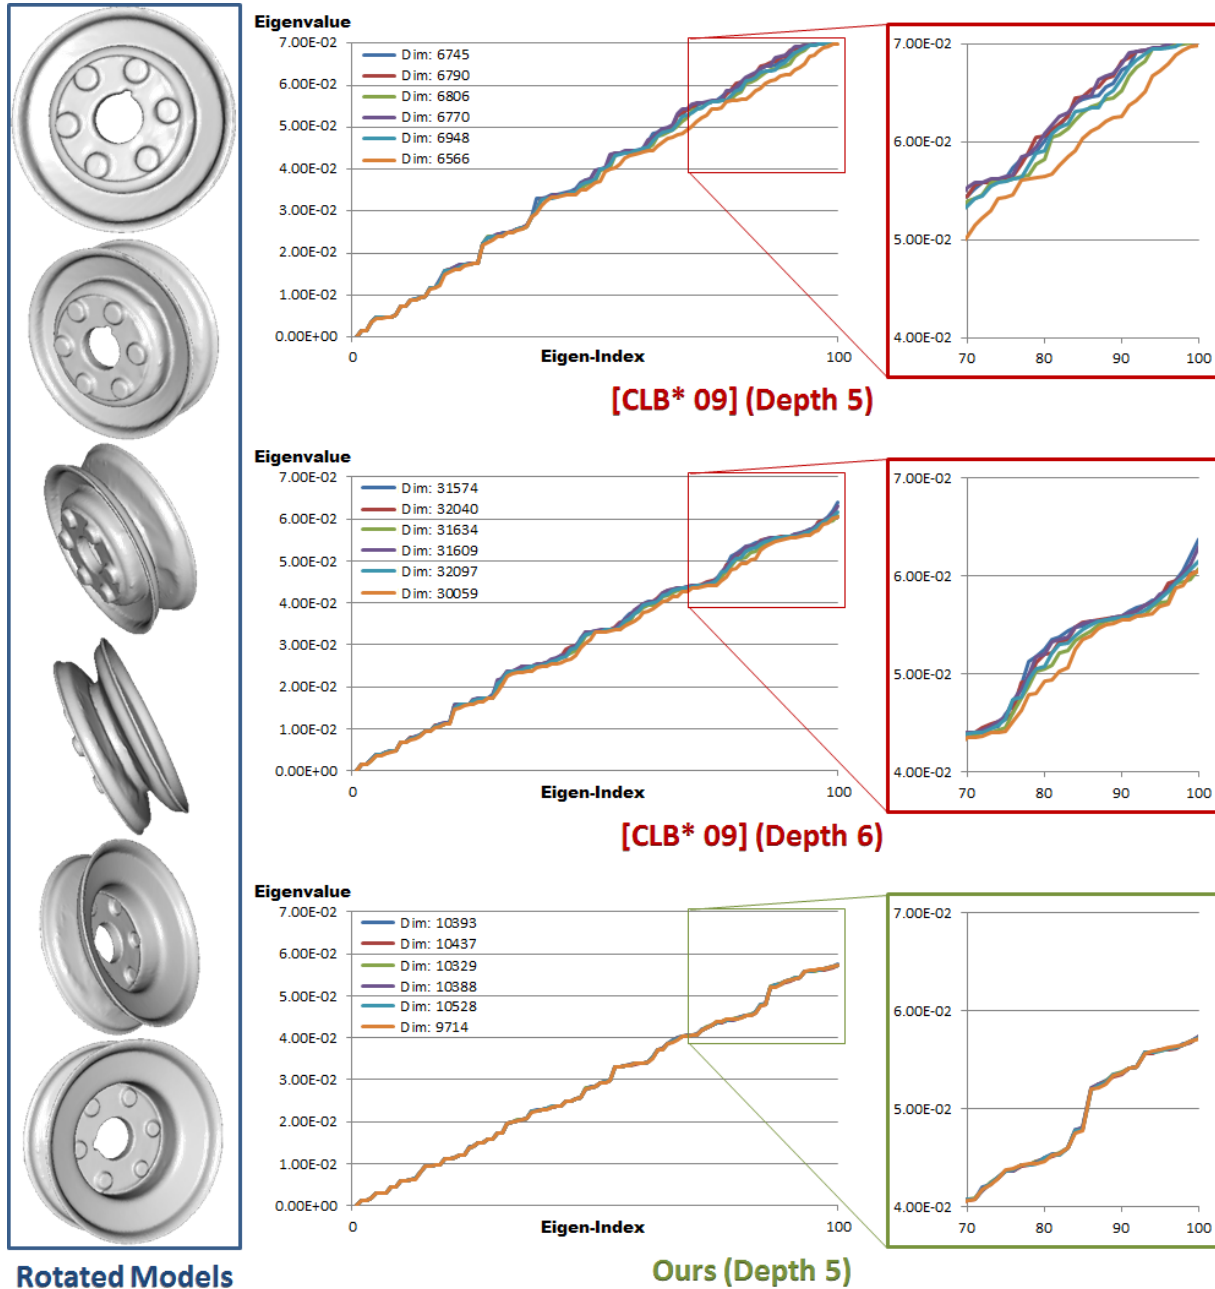 Eigenvalue
7.00E-02
6.00E-02
5.00E-02
4.00E-02
3.00E-02
2.00E-02
1.00E-02
0.00E+00
Dim: 6745
Dim: 6790
Dim: 6806
Dim: 6770
Dim: 6948
Dim: 6566
0
Eigen-Index
100
7.00E-02
6.00E-02
5.00E-02
4.00E-02
70
80
90
100
[CLB* 09] (Depth 5)
Eigenvalue
7.00E-02
6.00E-02
5.00E-02
4.00E-02
3.00E-02
2.00E-02
1.00E-02
0.00E+00
Dim: 31574
Dim: 32040
Dim: 31634
Dim: 31609
Dim: 32097
Dim: 30059
0
Eigen-Index
100
7.00E-02
6.00E-02
5.00E-02
4.00E-02
70
80
90
100
[CLB* 09] (Depth 6)
Eigenvalue
7.00E-02
6.00E-02
5.00E-02
4.00E-02
3.00E-02
2.00E-02
1.00E-02
0.00E+00
Dim: 10393
Dim: 10437
Dim: 10329
Dim: 10388
Dim: 10528
Dim: 9714
0
Eigen-Index
100
7.00E-02
6.00E-02
5.00E-02
4.00E-02
70
80
90
100
Rotated Models
Ours (Depth 5)